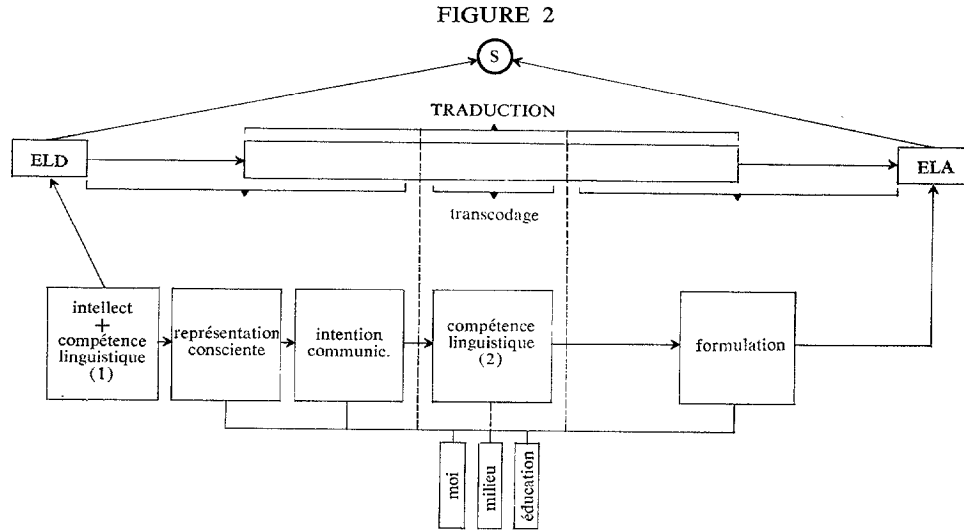 FIGURE 2
S
TRADUCTION
ELD
ELA
transcodage
intellect
+
compétence
linguistique
(1)
représentation
consciente
intention
communic.
compétence
linguistique
(2)
formulation
moi
milieu
éducation